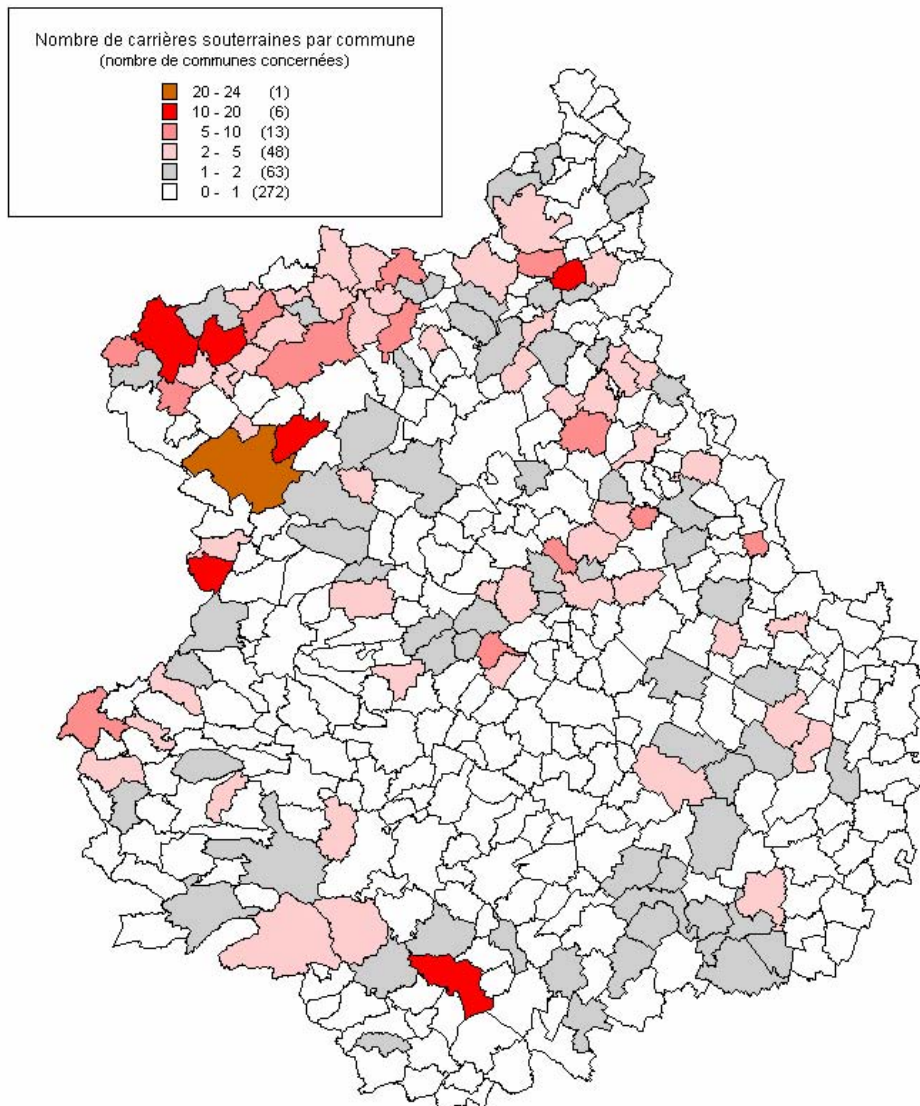 Nombre de carrières souterraines par commune
(nombre de communes concernées)
20 - 24 (1)
10 - 20 (6)
5 - 10 (13)
2 - 5 (48)
1 - 2 (63)
0 - 1 (272)